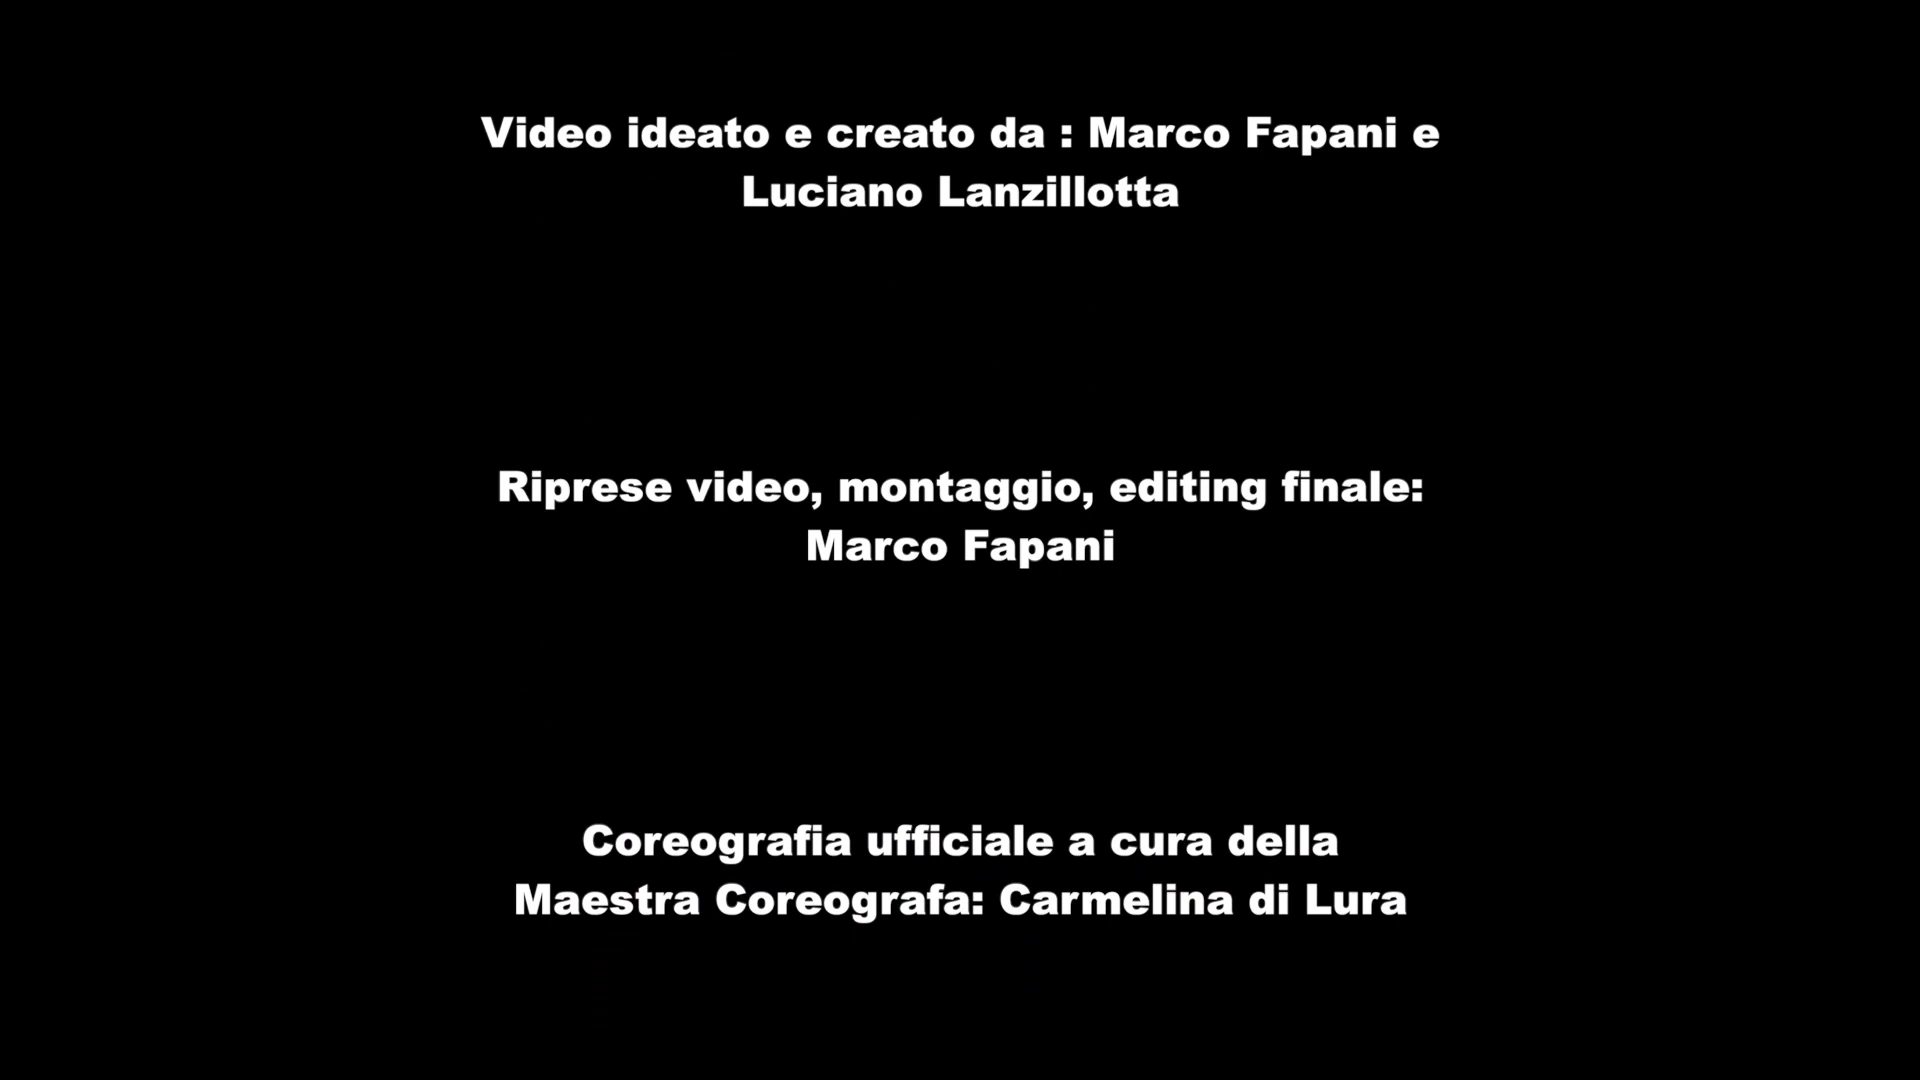 Video ideato e creato da : Marco Fapani e
Luciano Lanzillotta
Riprese video, montaggio, editing finale:
Marco Fapani
Coreografia ufficiale a cura della
Maestra Coreografa: Carmelina di Lura